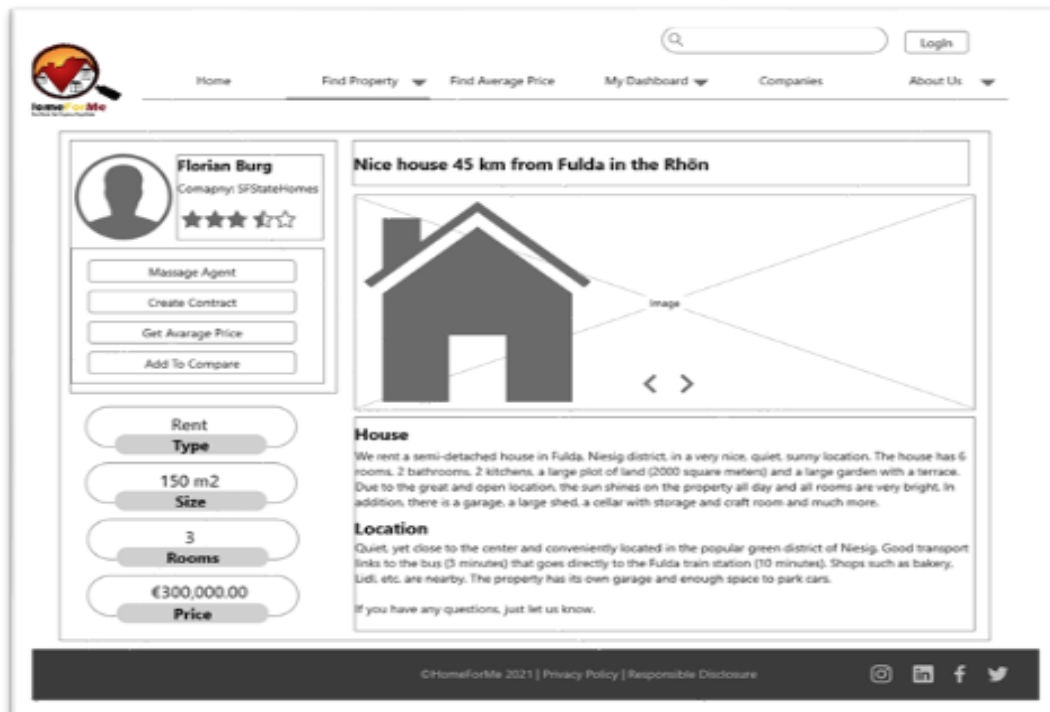 Login
HomeForMe
Home
Find Property
Find Average Price
My Dashboard
Companies
About Us
Florian Burg
Comapny: SFStateHomes
Massage Agent
Create Contract
Get Avarage Price
Add To Compare
Rent
Type
150 m2
Size
3
Rooms
€300,000.00
Price
Nice house 45 km from Fulda in the Rhön
Image
House
We rent a semi-detached house in Fulda, Niesig district, in a very nice, quiet, sunny location. The house has 6
rooms, 2 bathrooms, 2 kitchens, a large plot of land (2000 square meters) and a large garden with a terrace.
Due to the great and open location, the sun shines on the property all day and all rooms are very bright. In
addition, there is a garage, a large shed, a cellar with storage and craft room and much more.
Location
Quiet, yet close to the center and conveniently located in the popular green district of Niesig. Good transport
links to the bus (3 minutes) that goes directly to the Fulda train station (10 minutes). Shops such as bakery,
Lidl, etc. are nearby. The property has its own garage and enough space to park cars.
If you have any questions, just let us know.
©HomeForMe 2021 | Privacy Policy | Responsible Disclosure